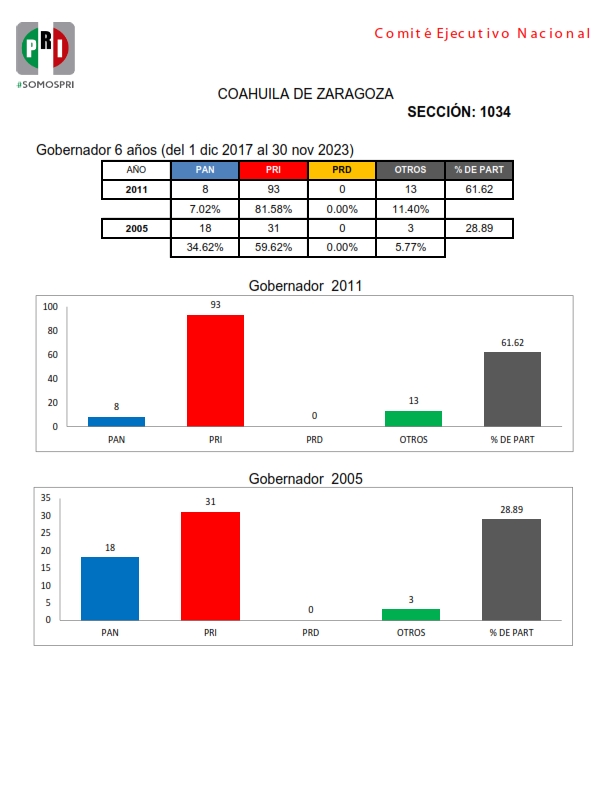 PRI
Comité Ejecutivo Nacional
#SOMOSPRI
COAHUILA DE ZARAGOZA
SECCIÓN: 1034
Gobernador 6 años (del 1 dic 2017 al 30 nov 2023)
AÑO PAN PRI PRD OTROS % DE PART
2011 8 93 0 13 61.62
7.02% 81.58% 0.00% 11.40%
2005 18 31 0 3 28.89
34.62% 59.62% 0.00% 5.77%
Gobernador 2011
100
80
60
40
20
0
8 93 0 13 61.62
PAN PRI PRD OTROS % DE PART
Gobernador 2005
35
30
25
20
15
10
5
0
18 31 0 3 28.89
PAN PRI PRD OTROS % DE PART